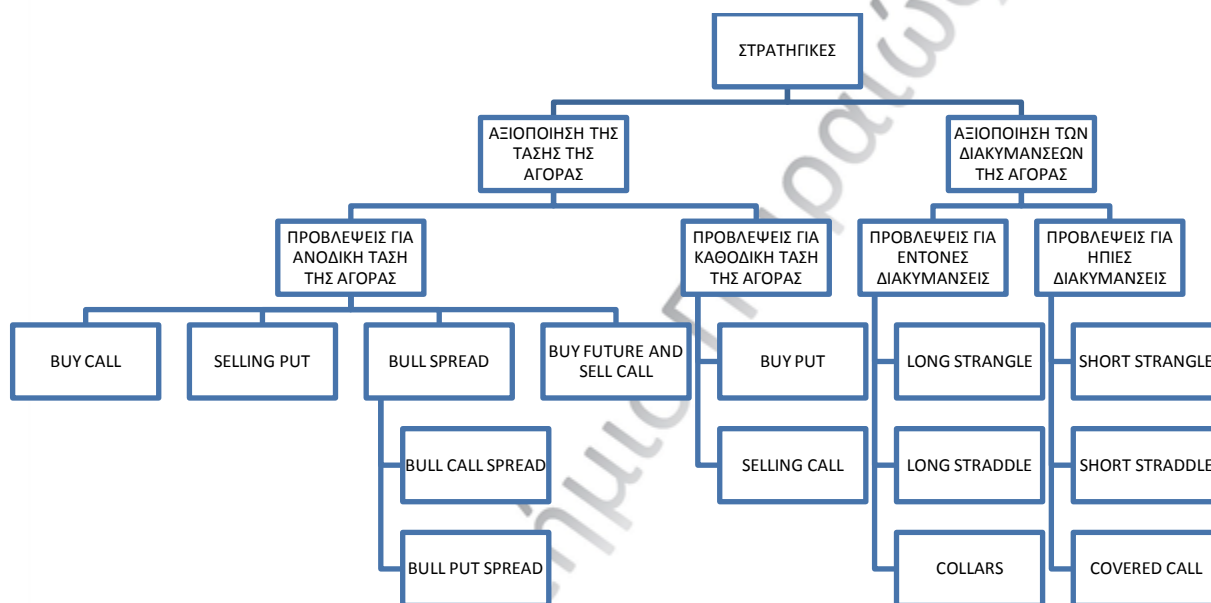 ΣΤΡΑΤΗΓΙΚΕΣ
ΑΞΙΟΠΟΙΗΣΗ ΤΗΣ
ΤΑΣΗΣ ΤΗΣ
ΑΓΟΡΑΣ
ΑΞΙΟΠΟΙΗΣΗ ΤΩΝ
ΔΙΑΚΥΜΑΝΣΕΩΝ
ΤΗΣ ΑΓΟΡΑΣ
ΠΡΟΒΛΕΨΕΙΣ ΓΙΑ
ΑΝΟΔΙΚΗ ΤΑΣΗ
ΤΗΣ ΑΓΟΡΑΣ
ΠΡΟΒΛΕΨΕΙΣ ΓΙΑ
ΚΑΘΟΔΙΚΗ ΤΑΣΗ
ΤΗΣ ΑΓΟΡΑΣ
ΠΡΟΒΛΕΨΕΙΣ ΓΙΑ
ΕΝΤΟΝΕΣ
ΔΙΑΚΥΜΑΝΣΕΙΣ
ΠΡΟΒΛΕΨΕΙΣ ΓΙΑ
ΗΠΙΕΣ
ΔΙΑΚΥΜΑΝΣΕΙΣ
BUY CALL
SELLING PUT
BULL SPREAD
BUY FUTURE AND
SELL CALL
BUY PUT
LONG STRANGLE
SHORT STRANGLE
BULL CALL SPREAD
SELLING CALL
LONG STRADDLE
SHORT STRADDLE
BULL PUT SPREAD
COLLARS
COVERED CALL